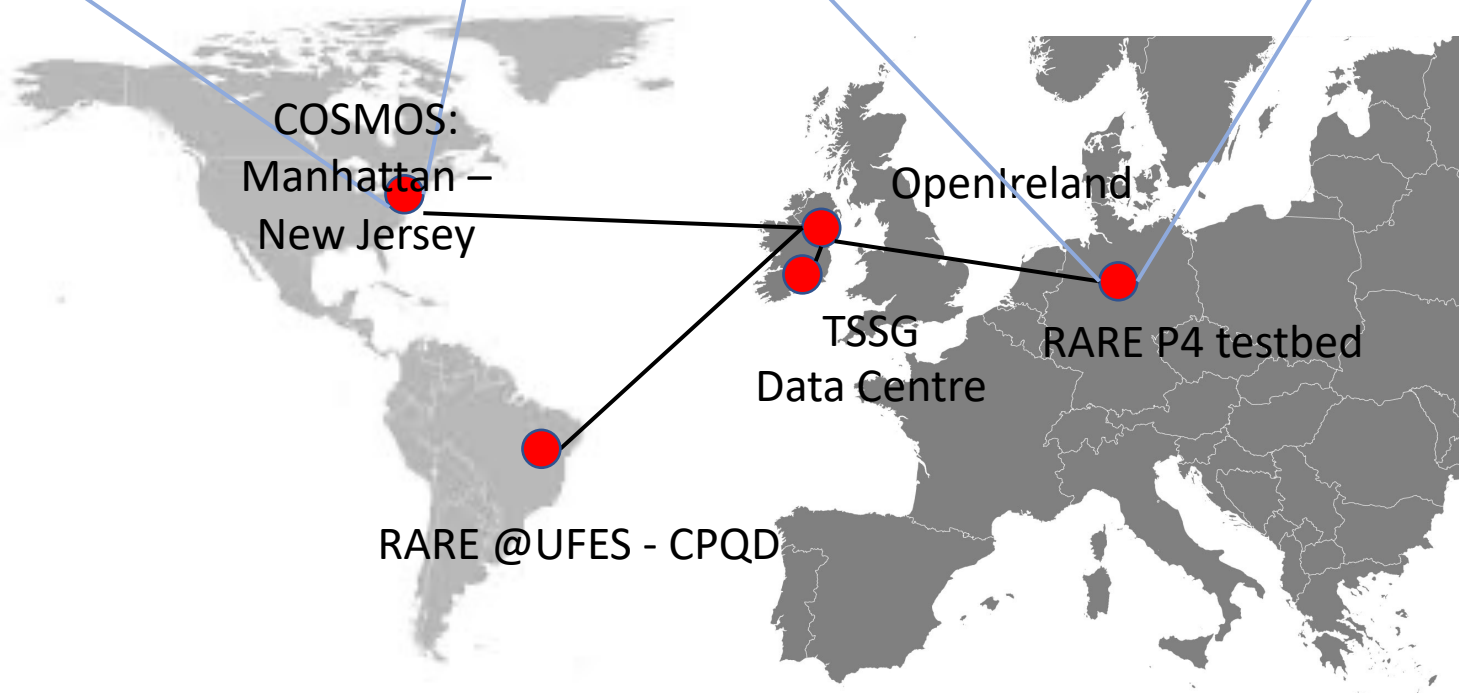 COSMOS:
Manhattan –
New Jersey
OpenIreland
TSSG
Data Centre
RARE P4 testbed
RARE @UFES - CPQD